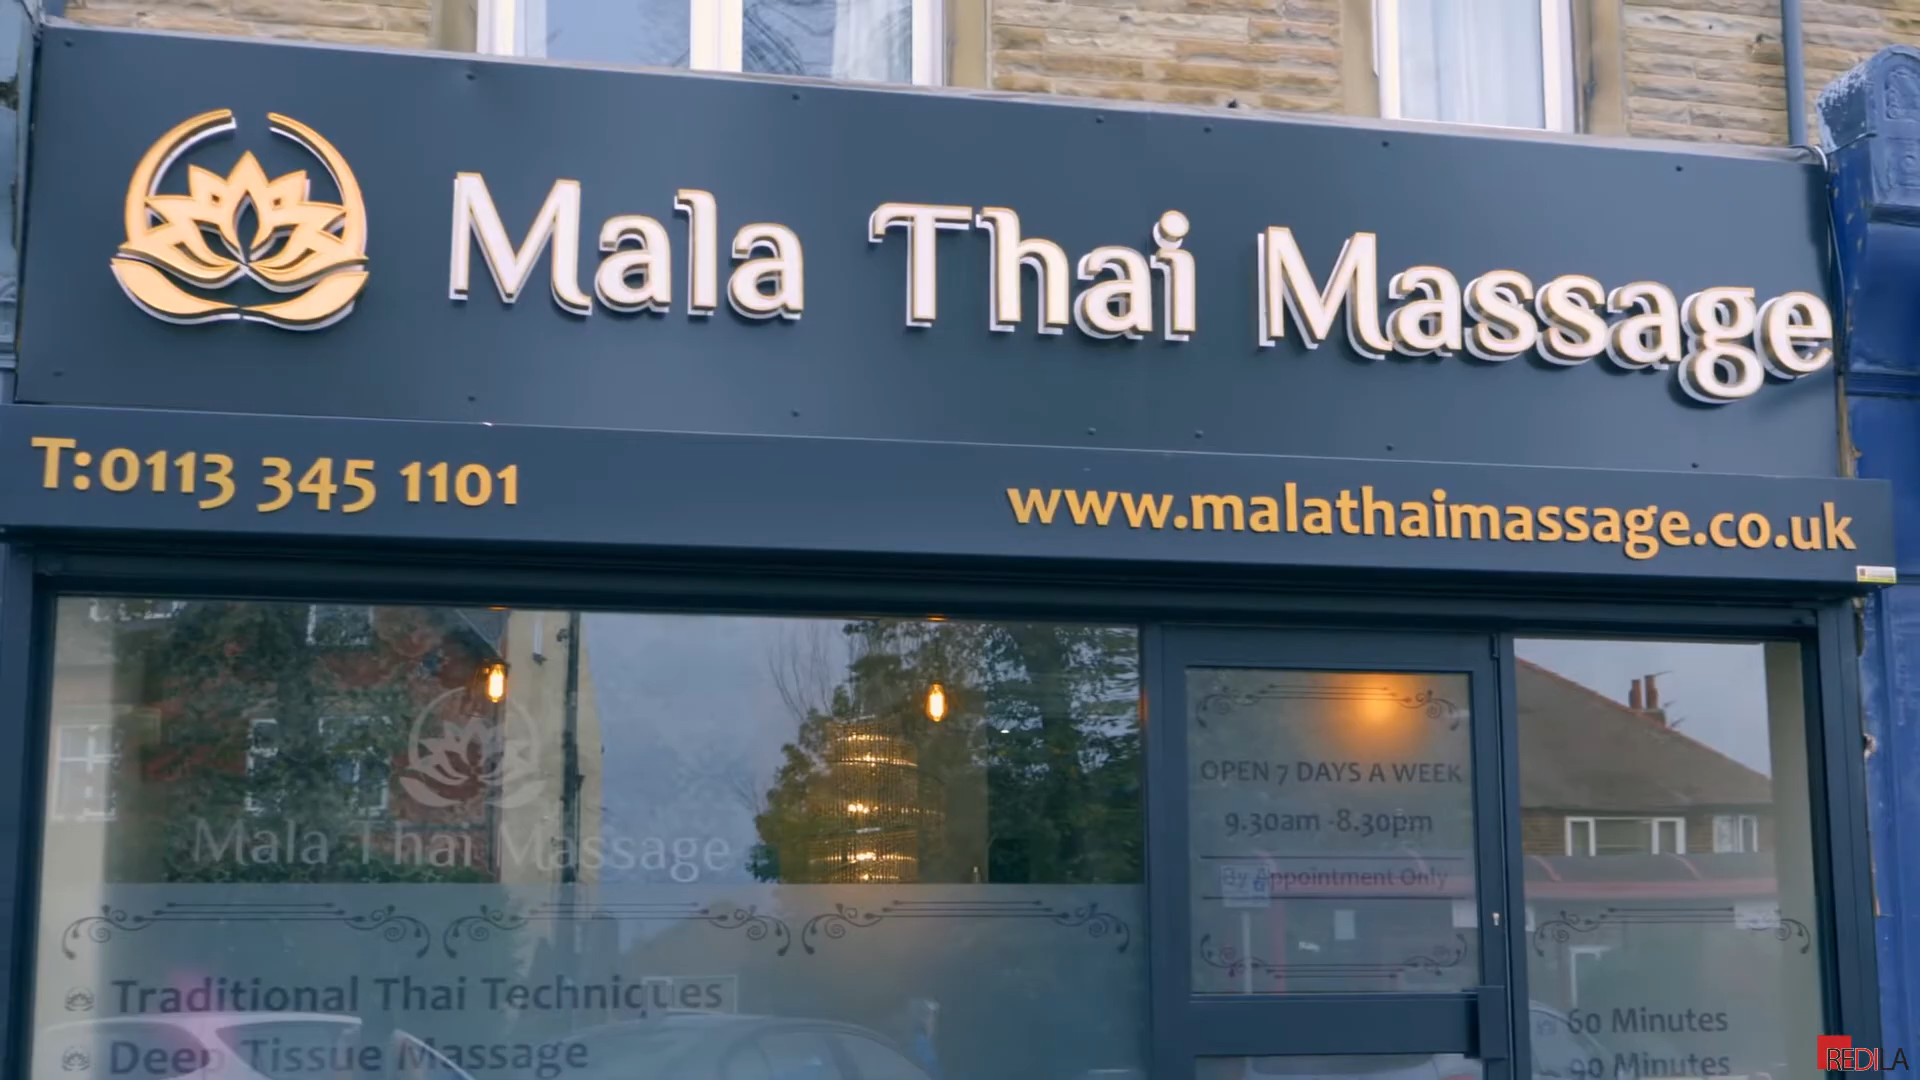 Mala Thai Massage
T:0113 345 1101
www.malathaimassage.co.uk
Mala Thai Massage
Traditional Thai Techniques
Deep Tissue Massage
OPEN 7 DAYS A WEEK
9.30am -8.30pm
By Appointment Only
60 Minutes
90 Minutes
REDILA